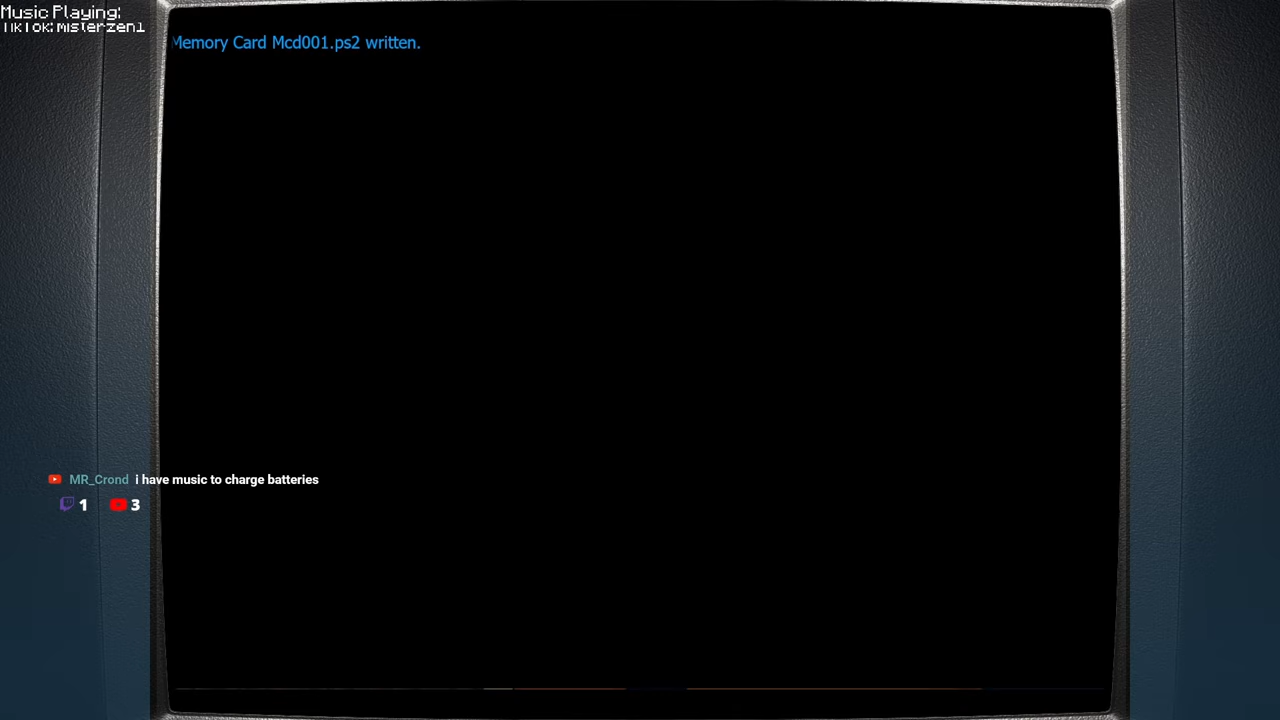 Music Playing:
TikTok: misterzen1
Memory Card Mcd001.ps2 written.
MR_Crond i have music to charge batteries
1 3